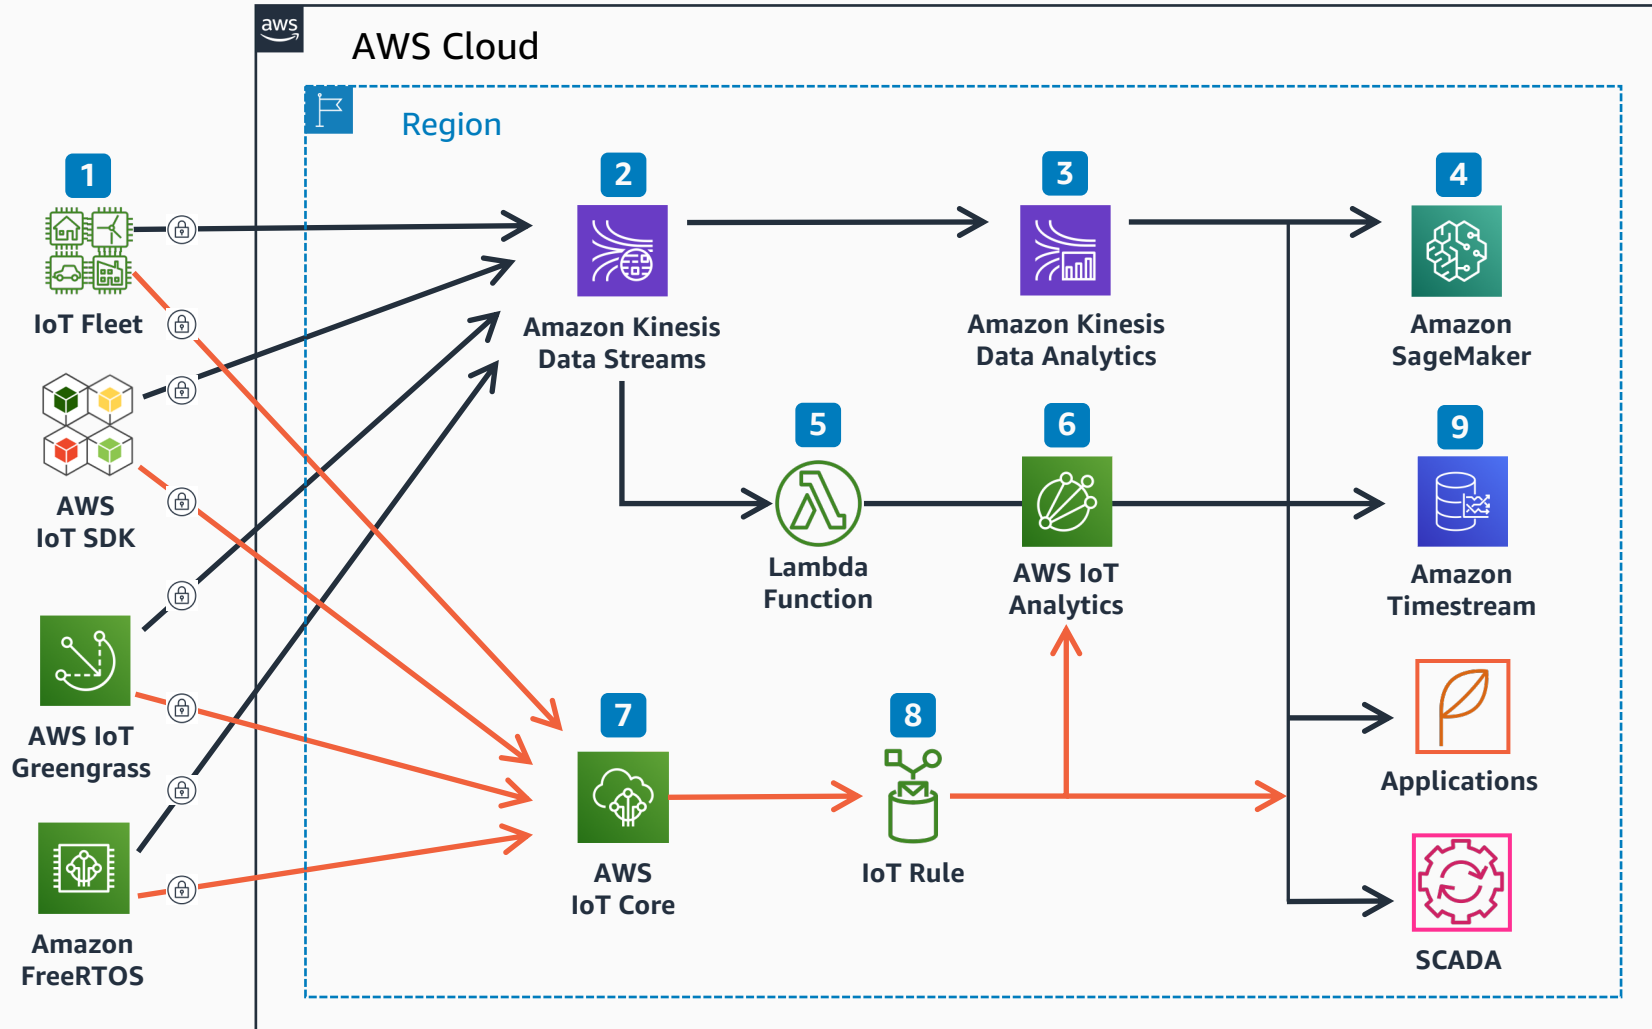 aws
AWS Cloud
Region
1
IoT Fleet
AWS
IoT SDK
AWS IoT
Greengrass
Amazon
FreeRTOS
2
Amazon Kinesis
Data Streams
3
Amazon Kinesis
Data Analytics
4
Amazon
SageMaker
5
Lambda
Function
6
AWS IoT
Analytics
9
Amazon
Timestream
7
AWS
IoT Core
8
IoT Rule
Applications
SCADA